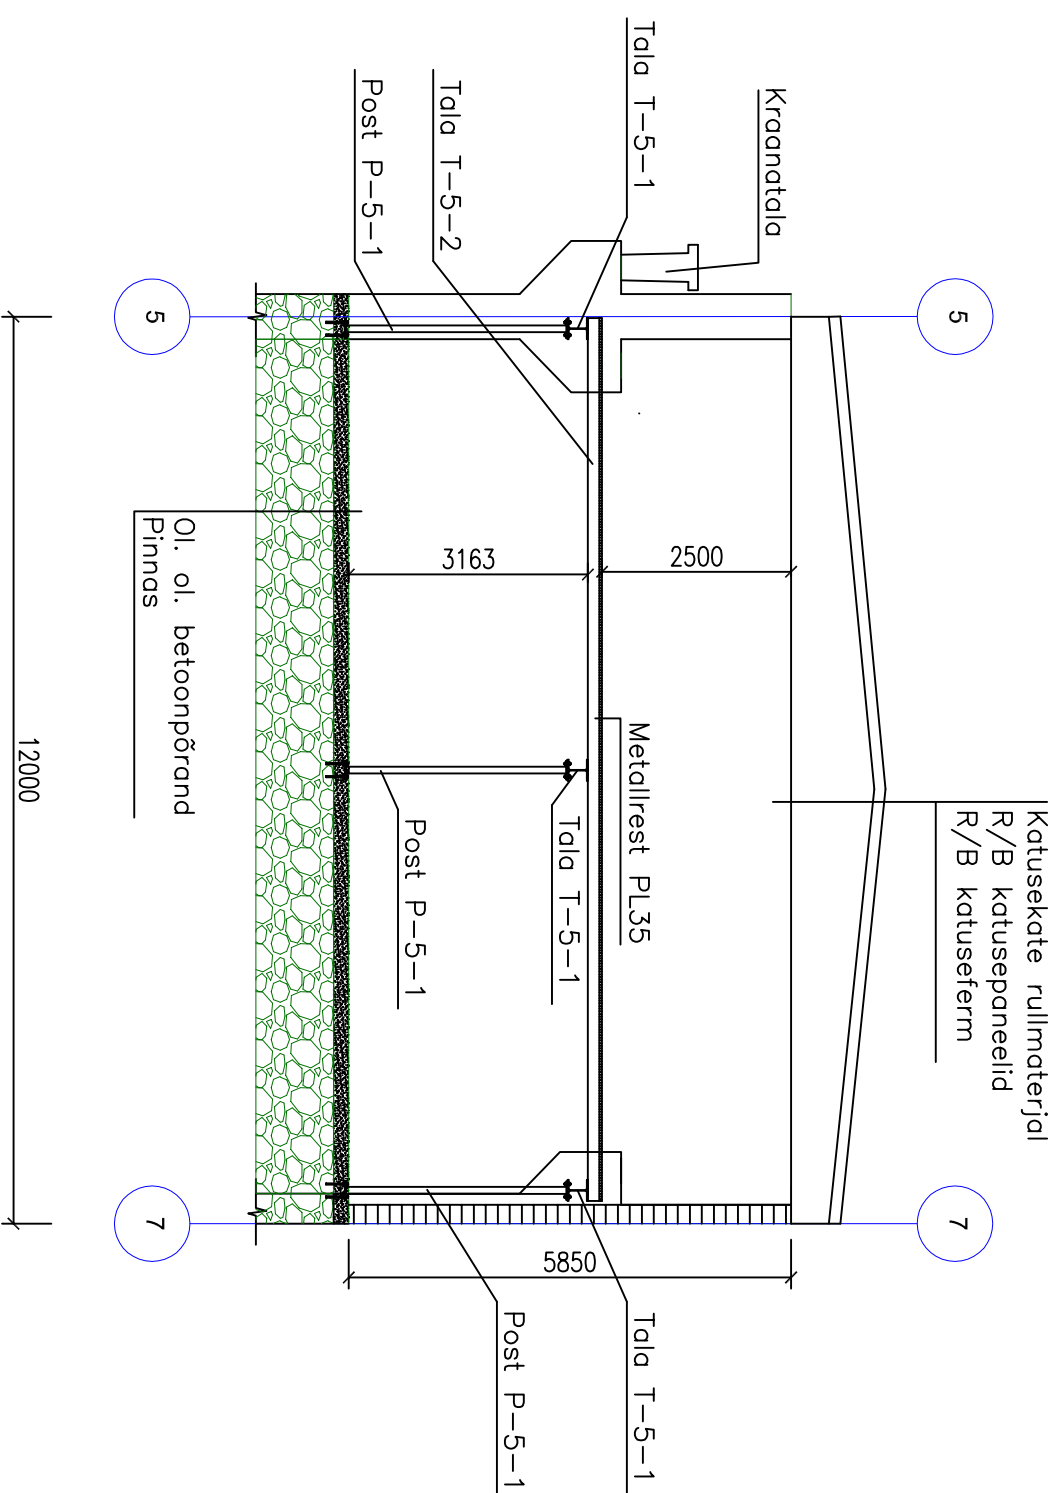 Katusekate rullmaterjal
R/B katusepaneelid
R/B katuseferm
5
7
Kraanatala
Tala T-5-1
Tala T-5-2
Post P-5-1
2500
3163
5850
Metallrest PL35
Tala T-5-1
Post P-5-1
Tala T-5-1
Post P-5-1
Ol. ol. betoonpõrand
Pinnas
5
7
12000